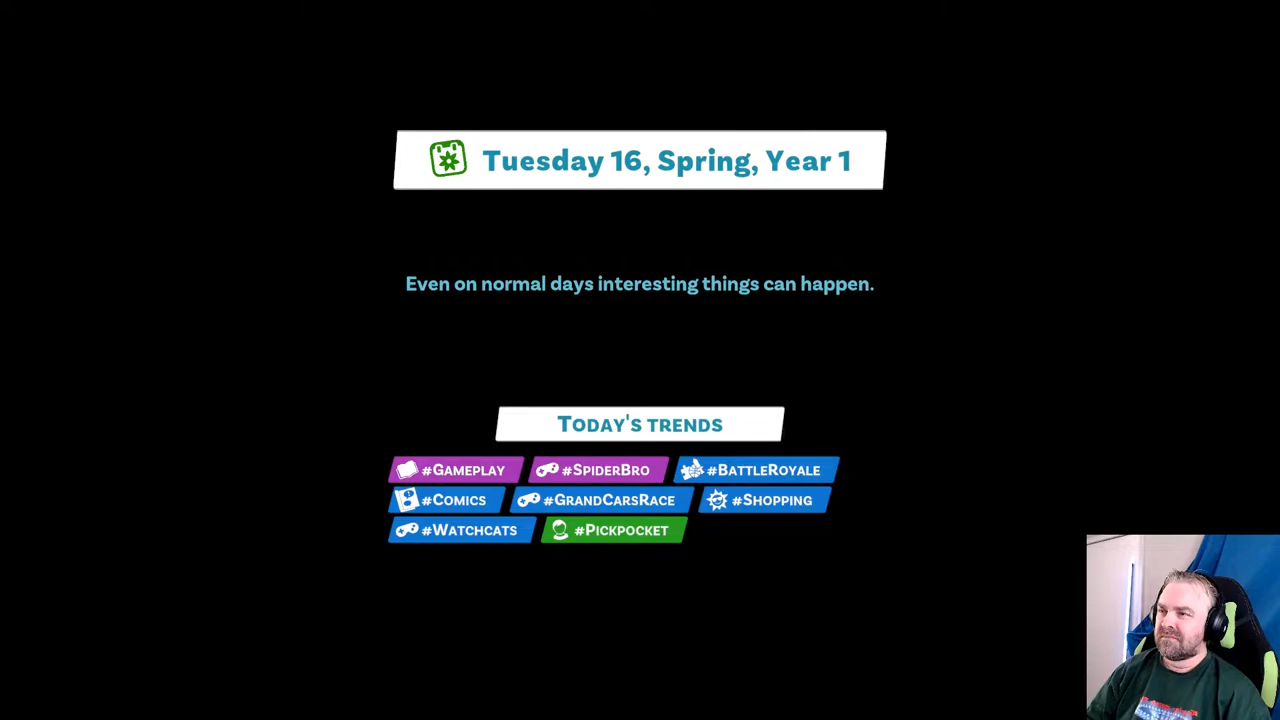 Tuesday 16, Spring, Year 1
Even on normal days interesting things can happen.
Today's trends
#Gameplay #SpiderBro #BattleRoyale
#Comics #GrandCarsRace #Shopping
#Watchcats #Pickpocket